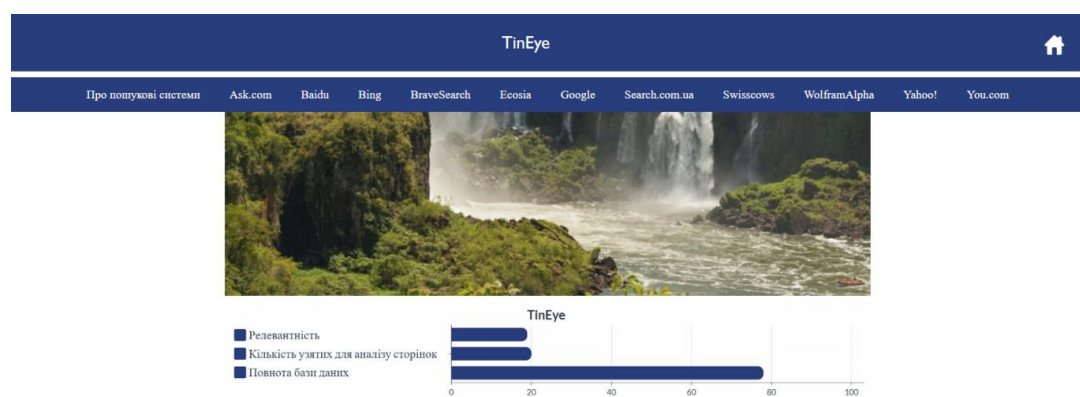 TinEye
Про пошукові системи Ask.com Baidu Bing BraveSearch Ecosia Google Search.com.ua Swisscows WolframAlpha Yahoo! You.com
TinEye
Релевантність
Кількість узятих для аналізу сторінок
Повнота бази даних
0 20 40 60 80 100